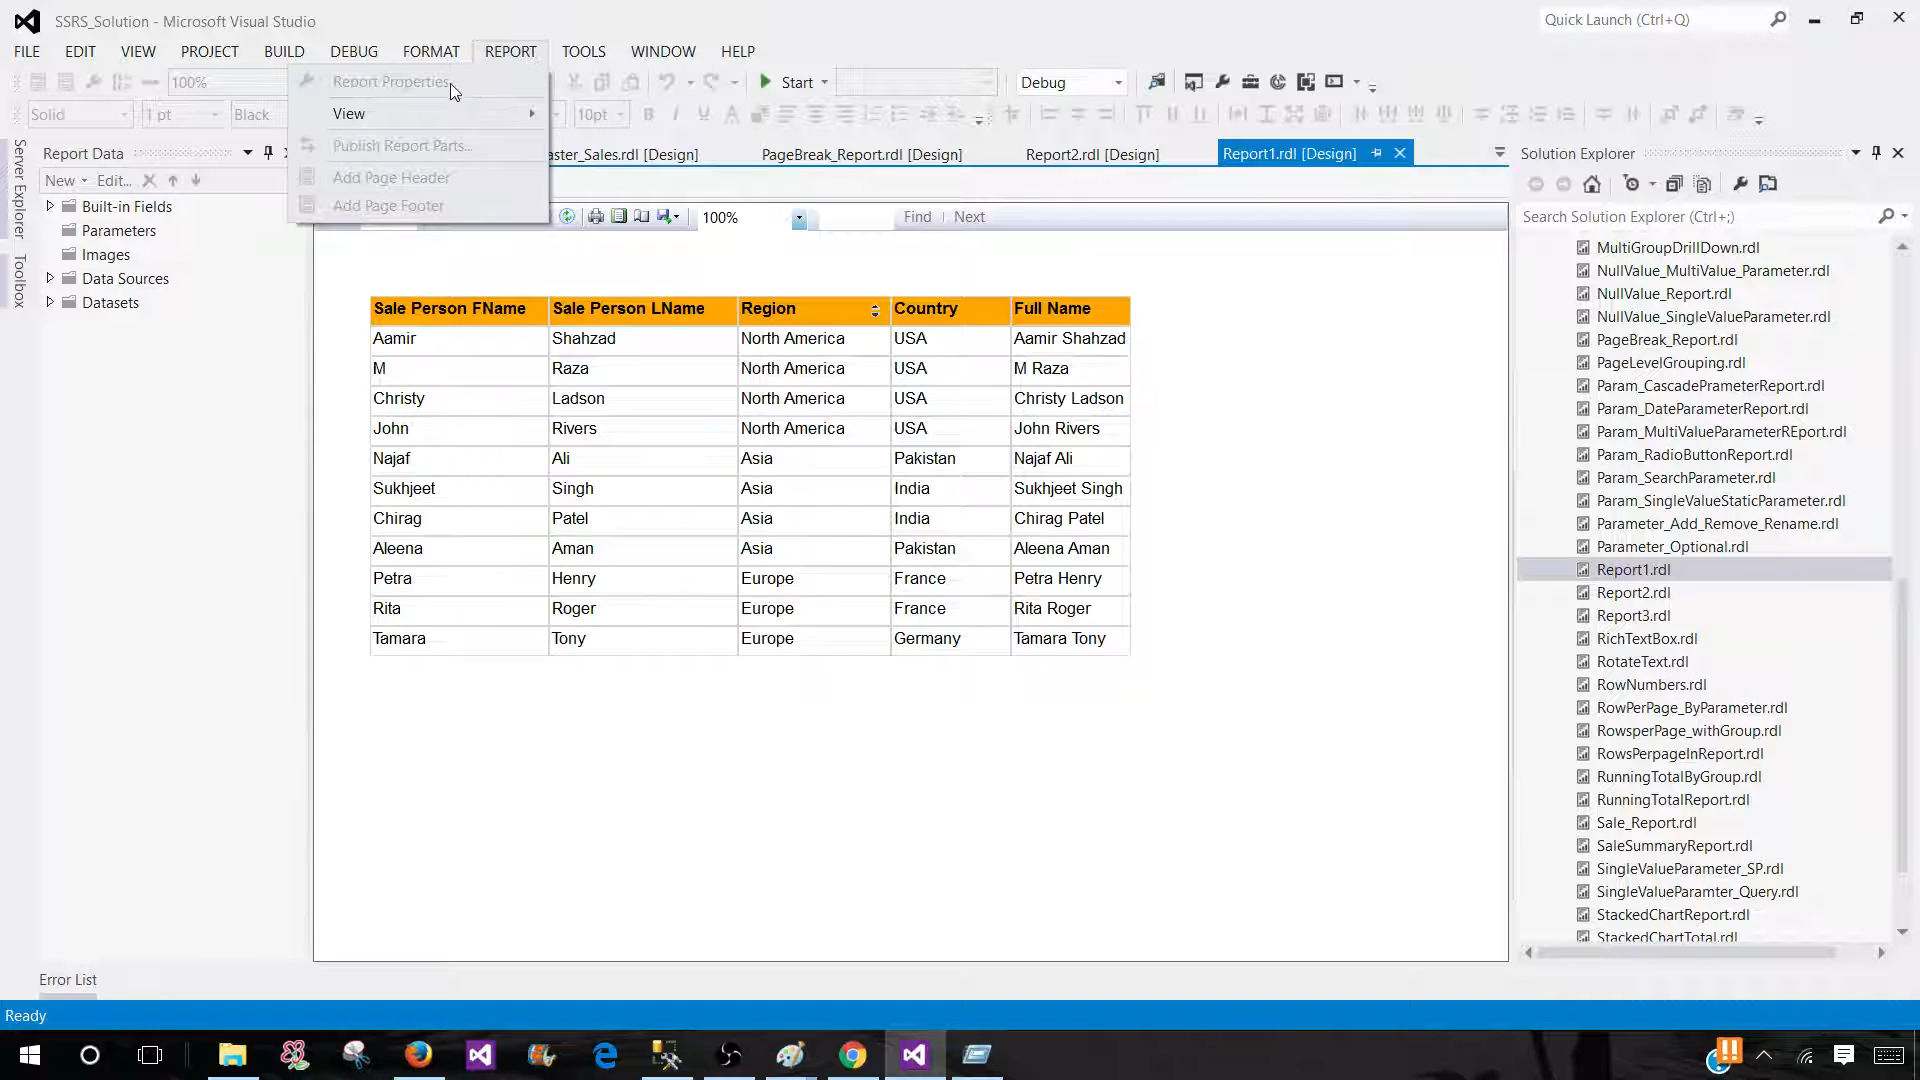 SSRS_Solution - Microsoft Visual Studio
Quick Launch (Ctrl+Q)
FILE EDIT VIEW PROJECT BUILD DEBUG FORMAT REPORT TOOLS WINDOW HELP
100%
Report Properties
Start
Debug
Solid
1 pt
Black
View
10pt
B I U A
Publish Report Parts...
Add Page Header
Add Page Footer
Server Explorer
Toolbox
Report Data
New Edit...
Built-in Fields
Parameters
Images
Data Sources
Datasets
aster_Sales.rdl [Design] PageBreak_Report.rdl [Design] Report2.rdl [Design] Report1.rdl [Design]
100%
Find | Next
Sale Person FName Sale Person LName Region Country Full Name
Aamir Shahzad North America USA Aamir Shahzad
M Raza North America USA M Raza
Christy Ladson North America USA Christy Ladson
John Rivers North America USA John Rivers
Najaf Ali Asia Pakistan Najaf Ali
Sukhjeet Singh Asia India Sukhjeet Singh
Chirag Patel Asia India Chirag Patel
Aleena Aman Asia Pakistan Aleena Aman
Petra Henry Europe France Petra Henry
Rita Roger Europe France Rita Roger
Tamara Tony Europe Germany Tamara Tony
Solution Explorer
Search Solution Explorer (Ctrl+;)
MultiGroupDrillDown.rdl
NullValue_MultiValue_Parameter.rdl
NullValue_Report.rdl
NullValue_SingleValueParameter.rdl
PageBreak_Report.rdl
PageLevelGrouping.rdl
Param_CascadePrameterReport.rdl
Param_DateParameterReport.rdl
Param_MultiValueParameterREport.rdl
Param_RadioButtonReport.rdl
Param_SearchParameter.rdl
Param_SingleValueStaticParameter.rdl
Parameter_Add_Remove_Rename.rdl
Parameter_Optional.rdl
Report1.rdl
Report2.rdl
Report3.rdl
RichTextBox.rdl
RotateText.rdl
RowNumbers.rdl
RowPerPage_ByParameter.rdl
RowsperPage_withGroup.rdl
RowsPerpageInReport.rdl
RunningTotalByGroup.rdl
RunningTotalReport.rdl
Sale_Report.rdl
SaleSummaryReport.rdl
SingleValueParameter_SP.rdl
SingleValueParamter_Query.rdl
StackedChartReport.rdl
StackedChartTotal.rdl
Error List
Ready